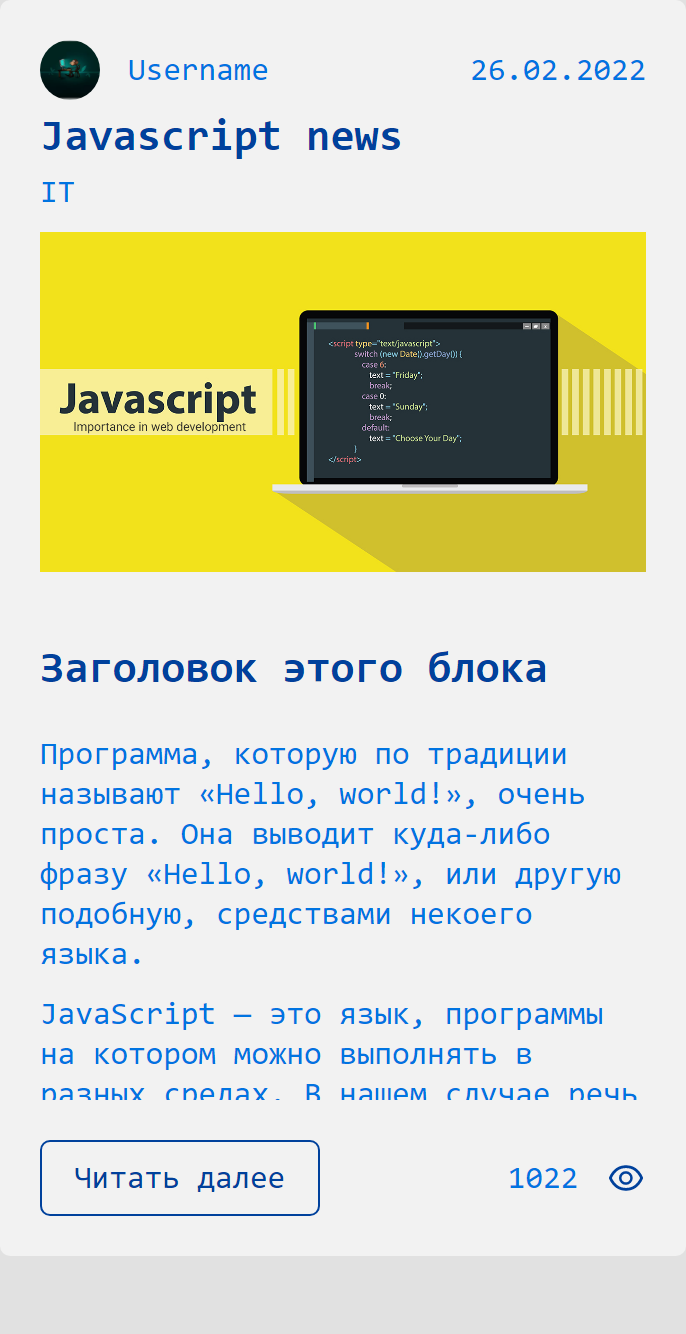 Username 26.02.2022
Javascript news
IT
Javascript
Importance in web development
<script type="text/javascript">
switch (new Date().getDay()) {
case 6:
text = "Friday";
break;
case 0:
text = "Sunday";
break;
default:
text = "Choose Your Day";
}
</script>
Заголовок этого блока
Программа, которую по традиции
называют «Hello, world!», очень
проста. Она выводит куда-либо
фразу «Hello, world!», или другую
подобную, средствами некоего
языка.
JavaScript — это язык, программы
на котором можно выполнять в
разных средах. В нашем случае речь
Читать далее 1022